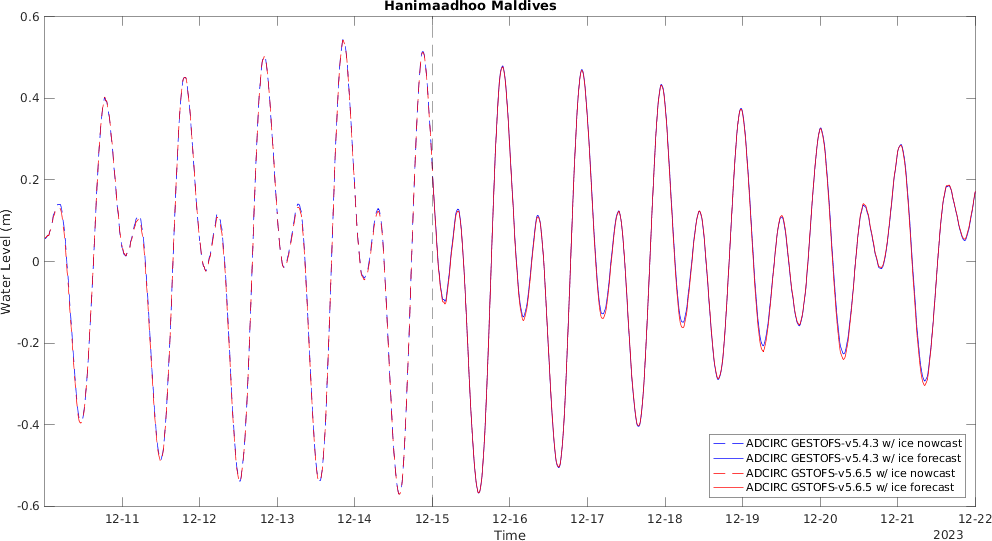 Hanimaadhoo Maldives
0.6
0.4
0.2
0
-0.2
-0.4
-0.6
Water Level (m)
ADCIRC GESTOFS-v5.4.3 w/ ice nowcast
ADCIRC GESTOFS-v5.4.3 w/ ice forecast
ADCIRC GSTOFS-v5.6.5 w/ ice nowcast
ADCIRC GSTOFS-v5.6.5 w/ ice forecast
12-11 12-12 12-13 12-14 12-15 12-16 12-17 12-18 12-19 12-20 12-21 12-22
Time
2023